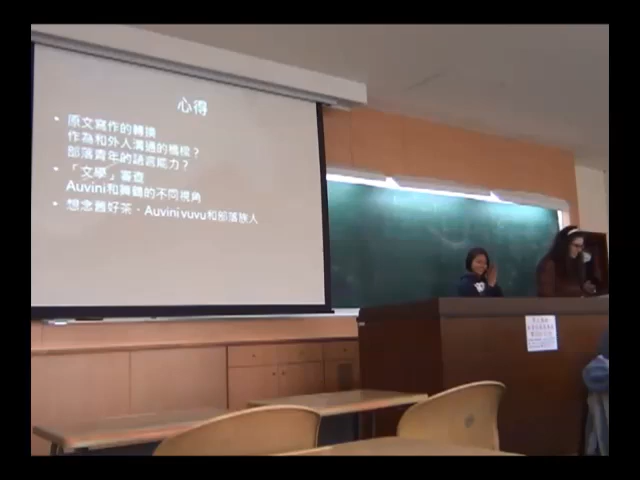 心得
• 原文寫作的轉換
作為和外人溝通的橋樑？
部落青年的語言能力？
• 「文學」審查
Auvini和舞鶴的不同視角
• 想念舊好茶、Auvini vuvu和部落族人